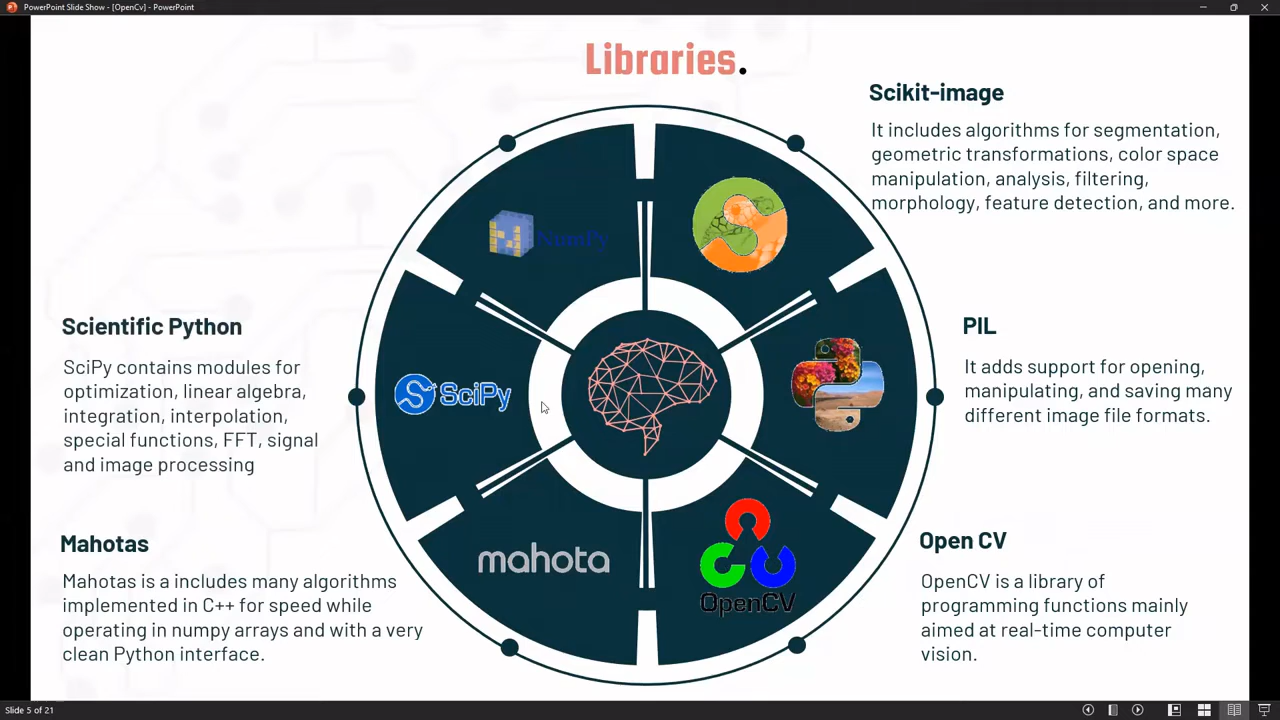 PowerPoint Slide Show - [OpenCv] - PowerPoint
Libraries.
Scikit-image
It includes algorithms for segmentation,
geometric transformations, color space
manipulation, analysis, filtering,
morphology, feature detection, and more.
NumPy
Scientific Python
SciPy contains modules for
optimization, linear algebra,
integration, interpolation,
special functions, FFT, signal
and image processing
SciPy
PIL
It adds support for opening,
manipulating, and saving many
different image file formats.
Mahotas
Mahotas is a includes many algorithms
implemented in C++ for speed while
operating in numpy arrays and with a very
clean Python interface.
mahota
OpenCV
Open CV
OpenCV is a library of
programming functions mainly
aimed at real-time computer
vision.
Slide 5 of 21